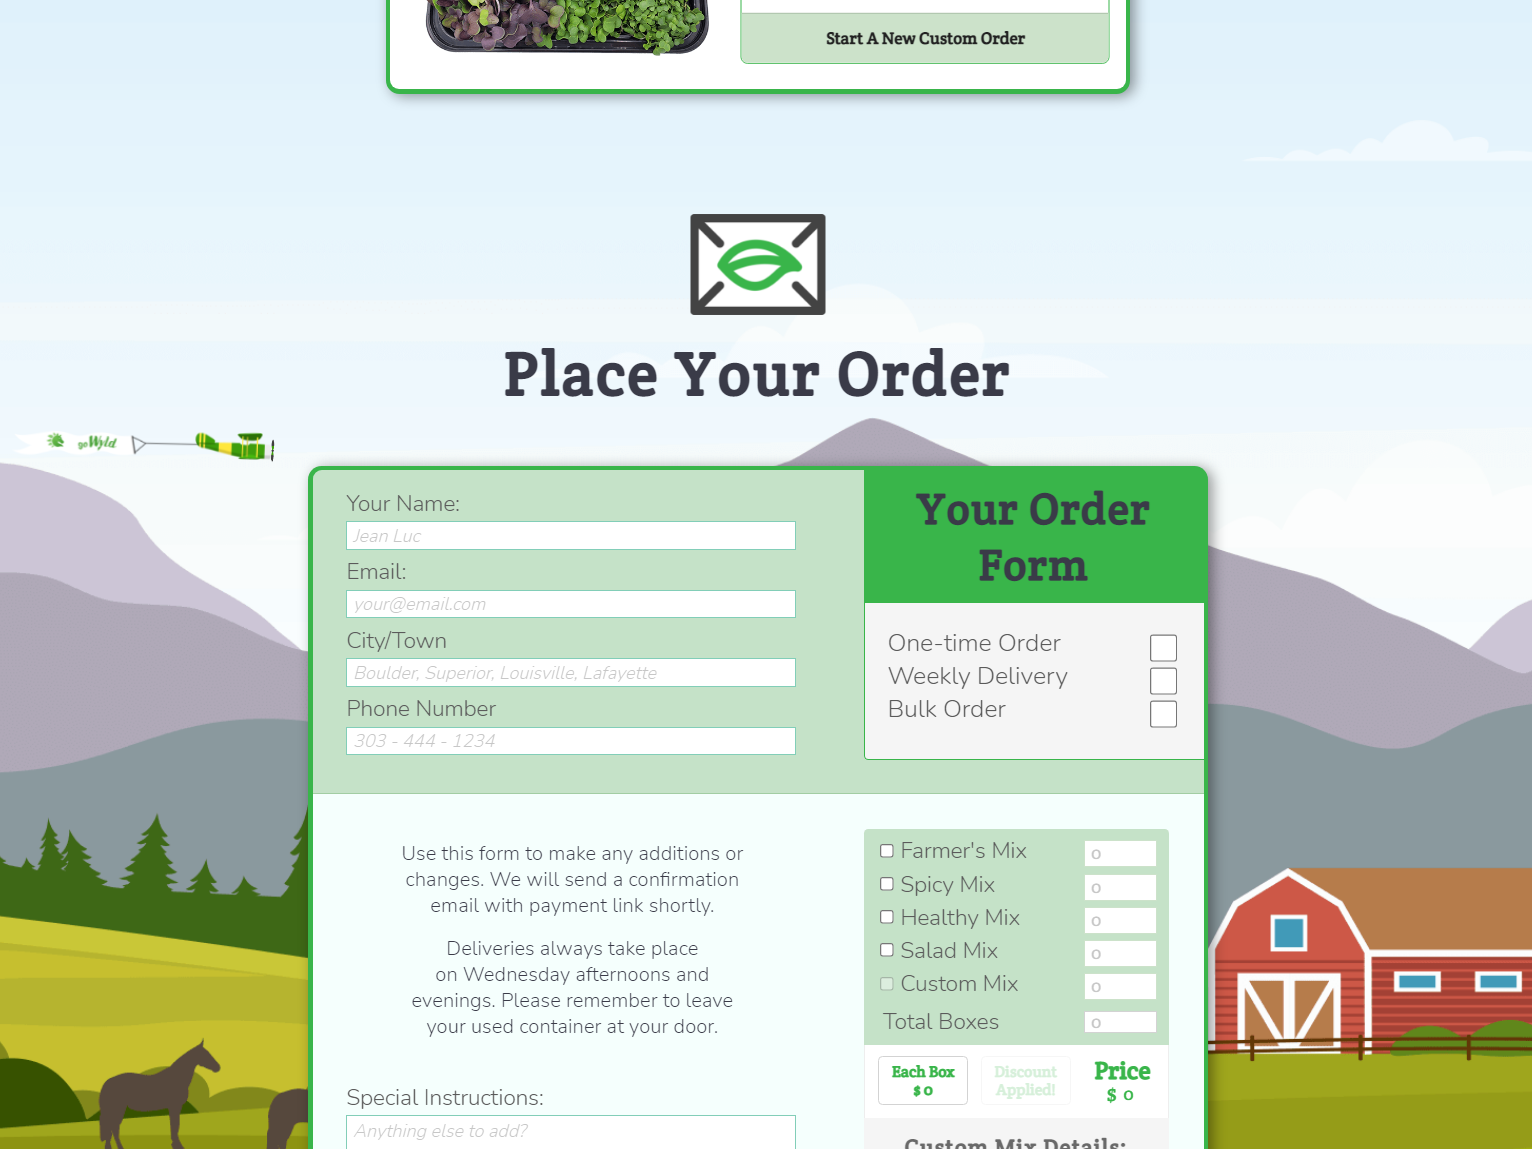 Start A New Custom Order
Place Your Order
goWyld
Your Name:
Jean Luc
Email:
your@email.com
City/Town
Boulder, Superior, Louisville, Lafayette
Phone Number
303 - 444 - 1234
Your Order
Form
One-time Order
Weekly Delivery
Bulk Order
Use this form to make any additions or
changes. We will send a confirmation
email with payment link shortly.
Deliveries always take place
on Wednesday afternoons and
evenings. Please remember to leave
your used container at your door.
Special Instructions:
Anything else to add?
Farmer's Mix 0
Spicy Mix 0
Healthy Mix 0
Salad Mix 0
Custom Mix 0
Total Boxes 0
Each Box
$ 0
Discount
Applied!
Price
$ 0
Custom Mix Details: